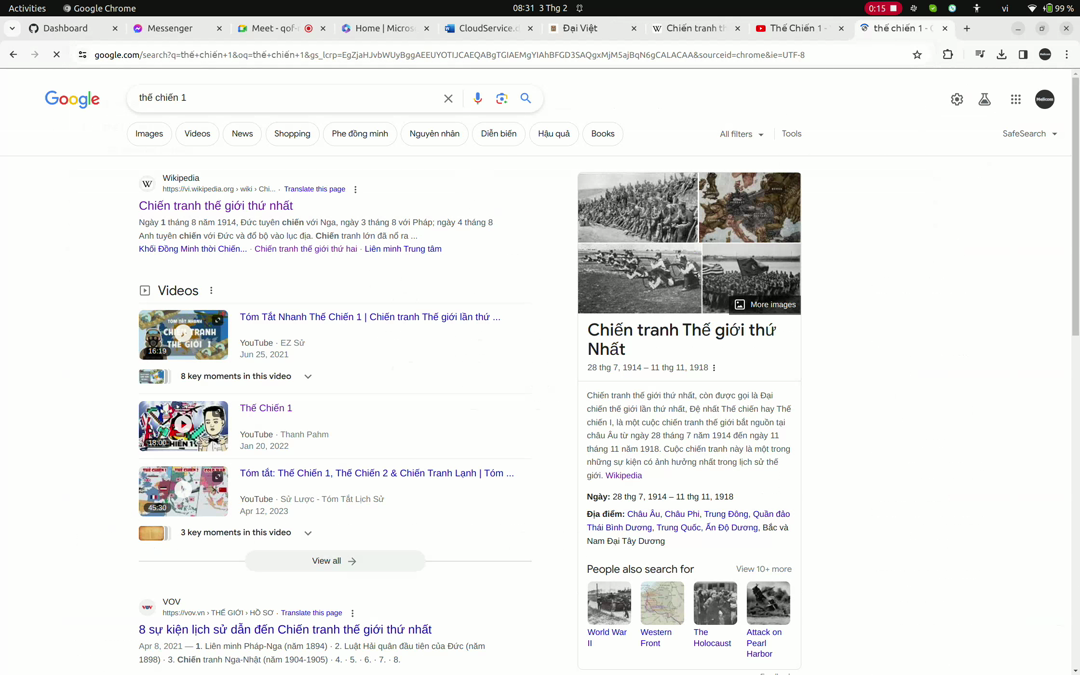 Activities Google Chrome 08:31 3 Thg 2 0:15 vi 99 %
Dashboard Messenger Meet - qof- Home | Micros CloudService.c Đại Việt Chiến tranh th Thế Chiến 1 - thế chiến 1 - G
google.com/search?q=thế+chiến+1&oq=thế+chiến+1&gs_lcrp=EgZjaHJvbWUyBggAEEUYOTIJCAEQABgTGIAEMgYIAhBFGD3SAQgxMjM5ajBqN6gCALACAA&sourceid=chrome&ie=UTF-8
Google thế chiến 1
Images Videos News Shopping Phe đồng minh Nguyên nhân Diễn biến Hậu quả Books All filters Tools SafeSearch
Wikipedia
https://vi.wikipedia.org › wiki › Chi... · Translate this page
Chiến tranh thế giới thứ nhất
Ngày 1 tháng 8 năm 1914, Đức tuyên chiến với Nga, ngày 3 tháng 8 với Pháp; ngày 4 tháng 8
Anh tuyên chiến với Đức và đổ bộ vào lục địa. Chiến tranh lớn đã nổ ra ...
Khối Đồng Minh thời Chiến... · Chiến tranh thế giới thứ hai · Liên minh Trung tâm
Videos
TÓM TẮT NHANH
CHIẾN TRANH
THẾ GIỚI 1
16:19
Tóm Tắt Nhanh Thế Chiến 1 | Chiến tranh Thế giới lần thứ ...
YouTube · EZ Sử
Jun 25, 2021
8 key moments in this video
18:00
Thế Chiến 1
YouTube · Thanh Pahm
Jan 20, 2022
45:30
Tóm tắt: Thế Chiến 1, Thế Chiến 2 & Chiến Tranh Lạnh | Tóm ...
YouTube · Sử Lược - Tóm Tắt Lịch Sử
Apr 12, 2023
3 key moments in this video
View all
VOV
https://vov.vn › THẾ GIỚI › HỒ SƠ · Translate this page
8 sự kiện lịch sử dẫn đến Chiến tranh thế giới thứ nhất
Apr 8, 2021 — 1. Liên minh Pháp-Nga (năm 1894) · 2. Luật Hải quân đầu tiên của Đức (năm
1898) · 3. Chiến tranh Nga-Nhật (năm 1904-1905) · 4. · 5. · 6. · 7. · 8.
More images
Chiến tranh Thế giới thứ
Nhất
28 thg 7, 1914 – 11 thg 11, 1918
Chiến tranh thế giới thứ nhất, còn được gọi là Đại
chiến thế giới lần thứ nhất, Đệ nhất Thế chiến hay Thế
chiến I, là một cuộc chiến tranh thế giới bắt nguồn tại
châu Âu từ ngày 28 tháng 7 năm 1914 đến ngày 11
tháng 11 năm 1918. Cuộc chiến tranh này là một trong
những sự kiện có ảnh hưởng nhất trong lịch sử thế
giới. Wikipedia
Ngày: 28 thg 7, 1914 – 11 thg 11, 1918
Địa điểm: Châu Âu, Châu Phi, Trung Đông, Quần đảo
Thái Bình Dương, Trung Quốc, Ấn Độ Dương, Bắc và
Nam Đại Tây Dương
People also search for View 10+ more
World War
II
Western
Front
The
Holocaust
Attack on
Pearl
Harbor